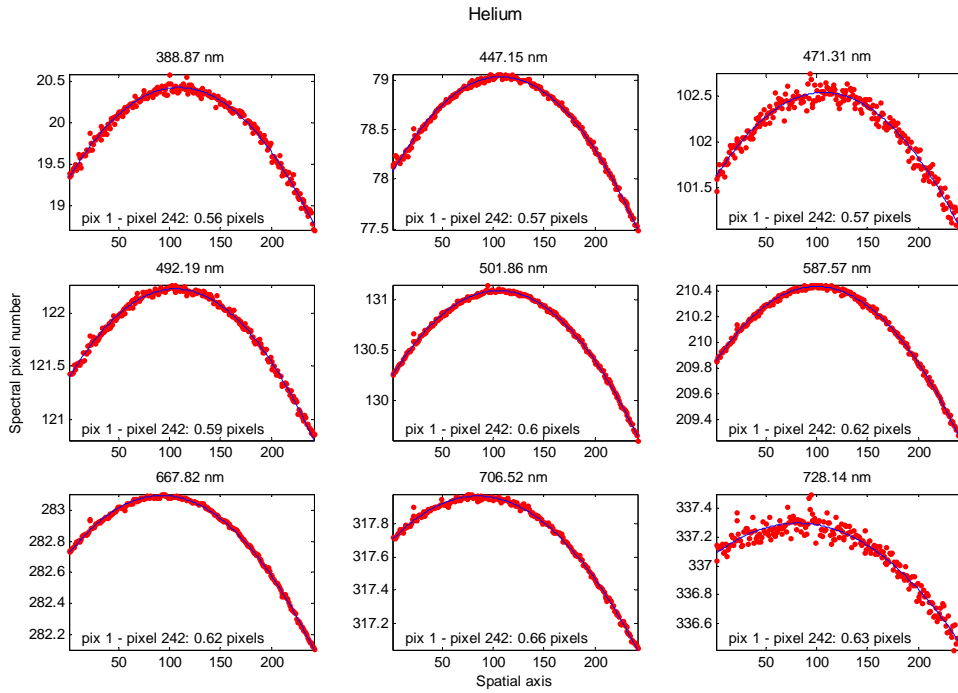 Helium
388.87 nm
447.15 nm
471.31 nm
20.5
20
19.5
19
pix 1 - pixel 242: 0.56 pixels
50 100 150 200
79
78.5
78
77.5
pix 1 - pixel 242: 0.57 pixels
50 100 150 200
102.5
102
101.5
pix 1 - pixel 242: 0.57 pixels
50 100 150 200
Spectral pixel number
492.19 nm
501.86 nm
587.57 nm
122
121.5
121
pix 1 - pixel 242: 0.59 pixels
50 100 150 200
131
130.5
130
pix 1 - pixel 242: 0.6 pixels
50 100 150 200
210.4
210.2
210
209.8
209.6
209.4
pix 1 - pixel 242: 0.62 pixels
50 100 150 200
667.82 nm
706.52 nm
728.14 nm
283
282.8
282.6
282.4
282.2
pix 1 - pixel 242: 0.62 pixels
50 100 150 200
317.8
317.6
317.4
317.2
pix 1 - pixel 242: 0.66 pixels
50 100 150 200
337.4
337.2
337
336.8
336.6
pix 1 - pixel 242: 0.63 pixels
50 100 150 200
Spatial axis